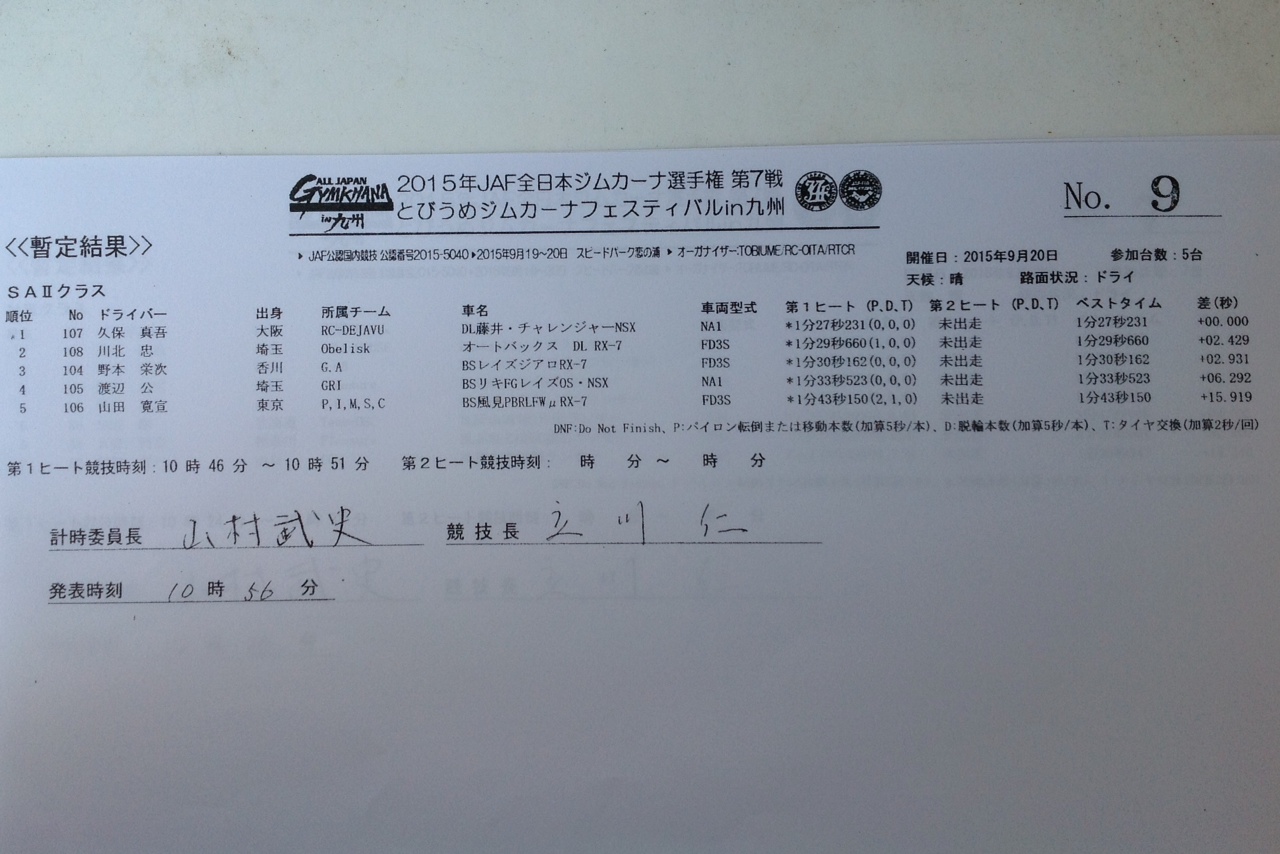 ALL JAPAN
GYMKHANA
in 九州
2015年JAF全日本ジムカーナ選手権 第7戦
とびうめジムカーナフェスティバルin九州
No. 9
<<暫定結果>>
JAF公認国内競技 公認番号2015-5040 2015年9月19~20日 スピードパーク恋の浦 オーガナイザー:TOBIUME/RC-OITA/RTCR
開催日:2015年9月20日 参加台数:5台
天候:晴 路面状況:ドライ
SAⅡクラス
順位 No ドライバー 出身 所属チーム 車名 車両型式 第1ヒート(P,D,T) 第2ヒート(P,D,T) ベストタイム 差(秒)
*1 107 久保 真吾 大阪 RC-DEJAVU DL藤井・チャレンジャーNSX NA1 *1分27秒231(0,0,0) 未出走 1分27秒231 +00.000
2 108 川北 忠 埼玉 Obelisk オートバックス DL RX-7 FD3S *1分29秒660(1,0,0) 未出走 1分29秒660 +02.429
3 104 野本 栄次 香川 G.A BSレイズジアロRX-7 FD3S *1分30秒162(0,0,0) 未出走 1分30秒162 +02.931
4 105 渡辺 公 埼玉 GRI BSリキFGレイズOS・NSX NA1 *1分33秒523(0,0,0) 未出走 1分33秒523 +06.292
5 106 山田 寛宣 東京 P,I,M,S,C BS風見PBRLFWμRX-7 FD3S *1分43秒150(2,1,0) 未出走 1分43秒150 +15.919
DNF:Do Not Finish、P:パイロン転倒または移動本数(加算5秒/本)、D:脱輪本数(加算5秒/本)、T:タイヤ交換(加算2秒/回)
第1ヒート競技時刻:10時46分 ~10時51分 第2ヒート競技時刻: 時 分~ 時 分
計時委員長 山村武史 競技長 立川 仁
発表時刻 10時56分